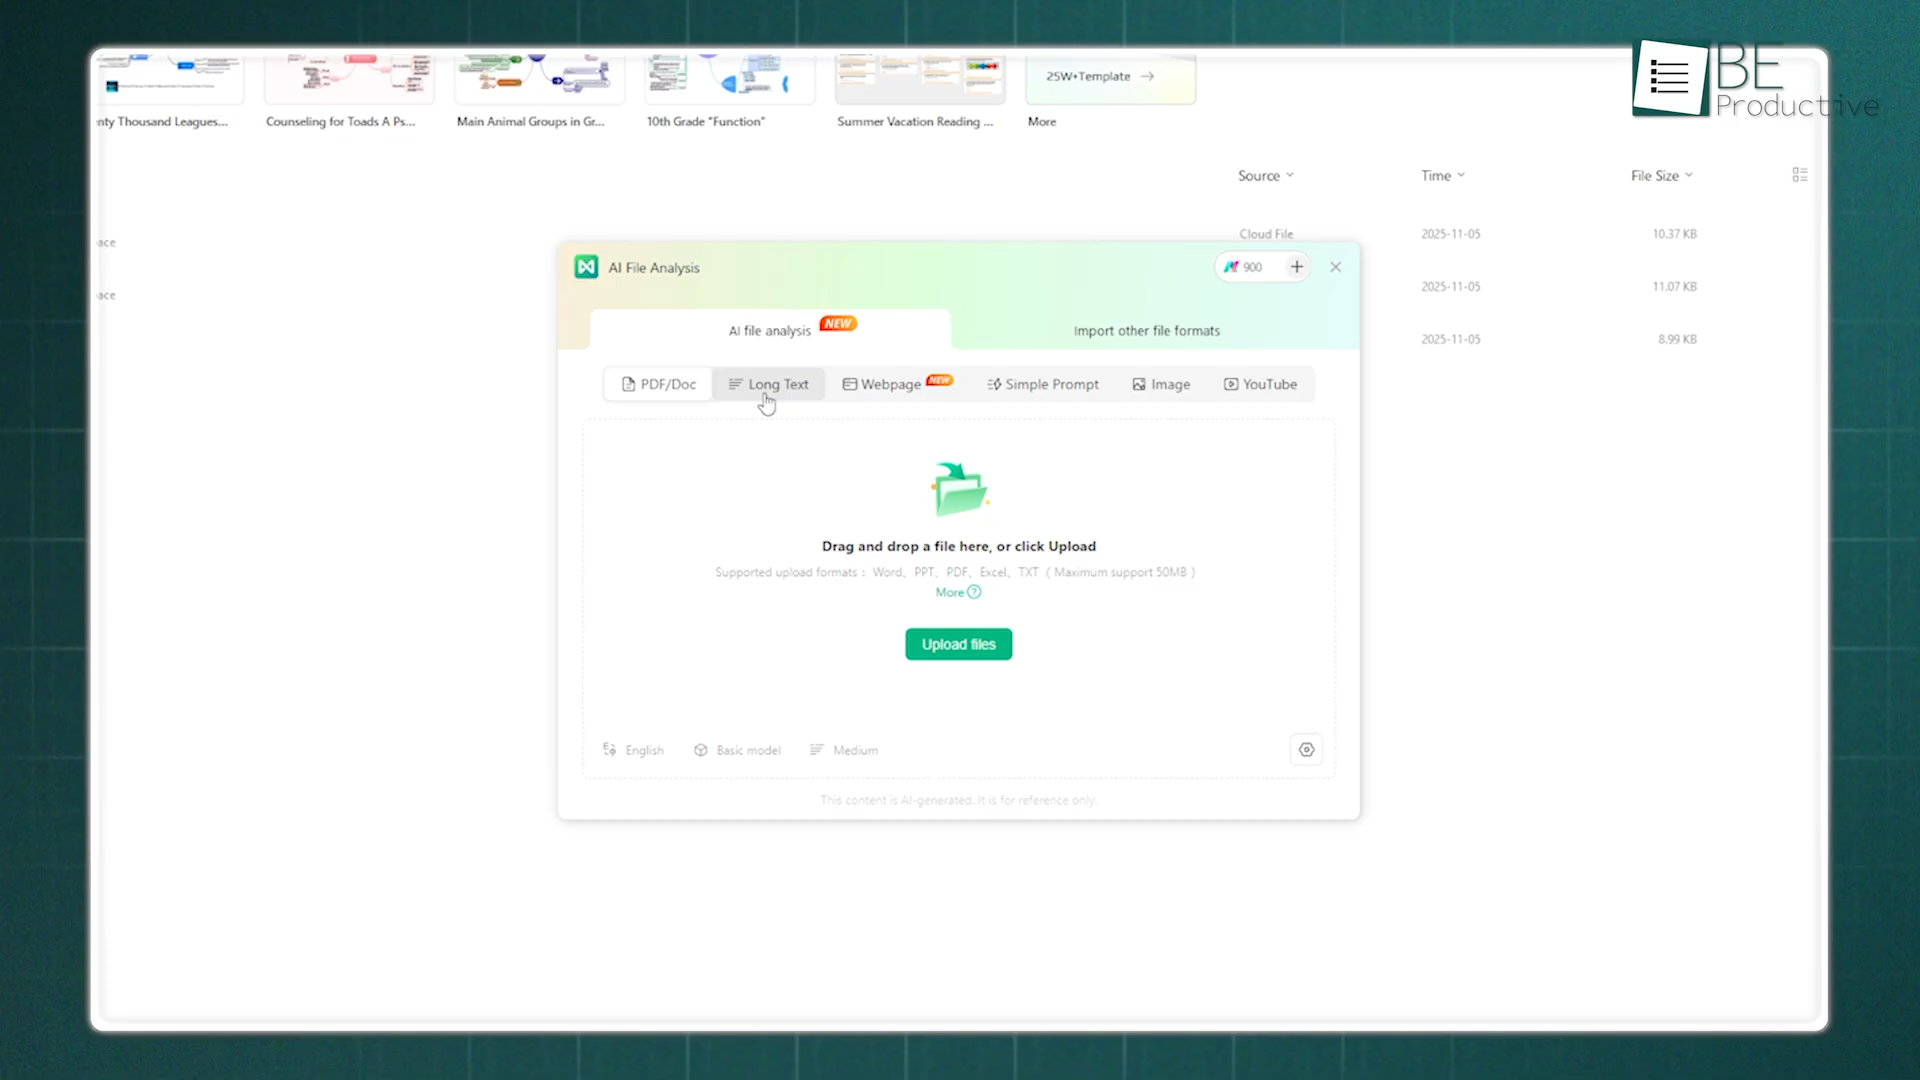 BE
Productive
25W+Template
nty Thousand Leagues...
Counseling for Toads A Ps...
Main Animal Groups in Gr...
10th Grade "Function"
Summer Vacation Reading ...
More
Source
Time
File Size
ace
Cloud File
2025-11-05
10.37 KB
ace
2025-11-05
11.07 KB
2025-11-05
8.99 KB
AI File Analysis
900
AI file analysis
NEW
Import other file formats
PDF/Doc
Long Text
Webpage
NEW
Simple Prompt
Image
YouTube
Drag and drop a file here, or click Upload
Supported upload formats : Word、PPT、PDF、Excel、TXT ( Maximum support 50MB )
More
Upload files
English
Basic model
Medium
This content is AI-generated. It is for reference only.